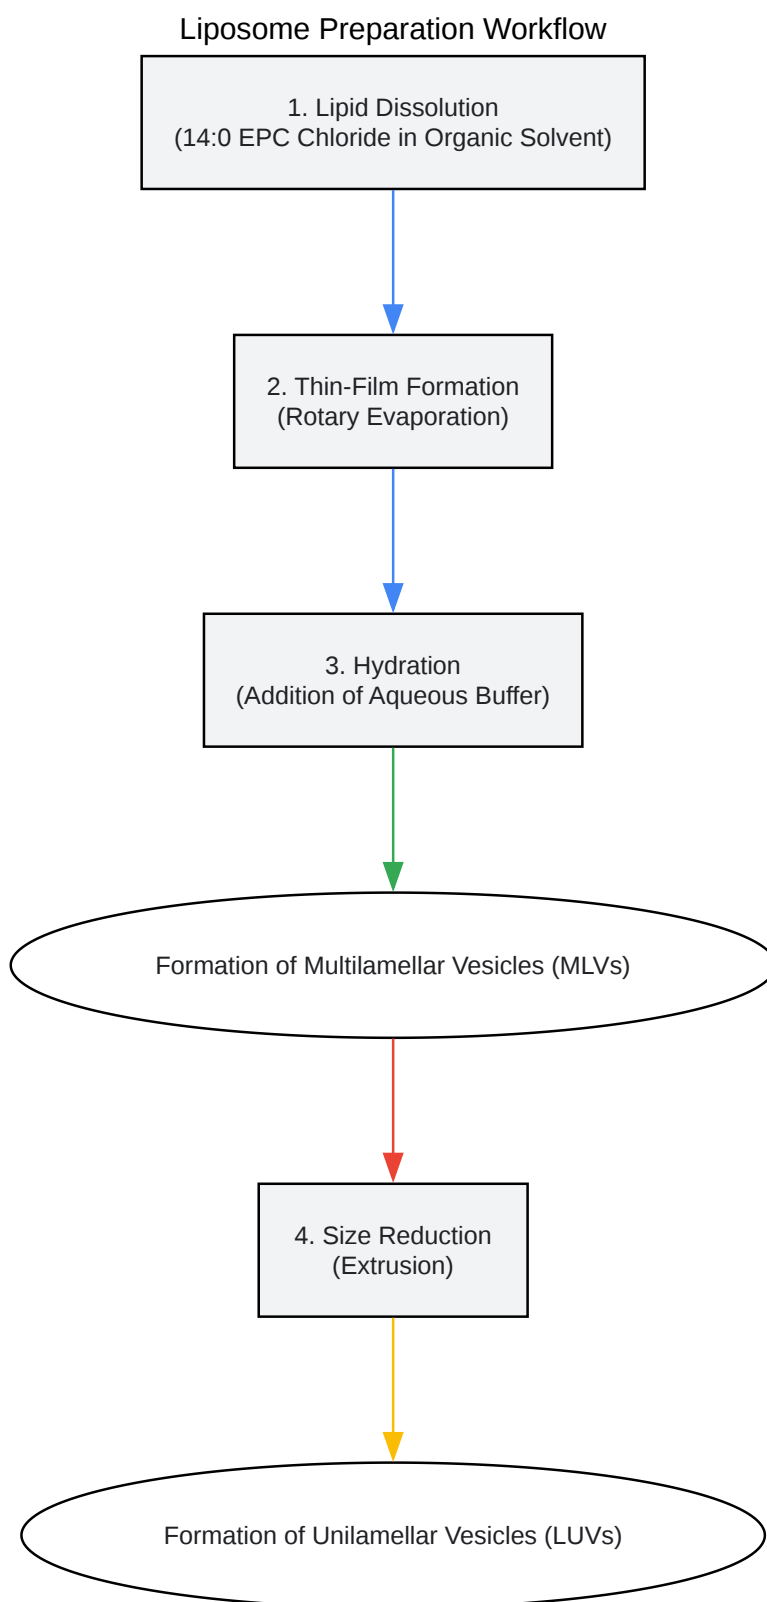 Liposome Preparation Workflow
1. Lipid Dissolution
(14:0 EPC Chloride in Organic Solvent)
2. Thin-Film Formation
(Rotary Evaporation)
3. Hydration
(Addition of Aqueous Buffer)
Formation of Multilamellar Vesicles (MLVs)
4. Size Reduction
(Extrusion)
Formation of Unilamellar Vesicles (LUVs)